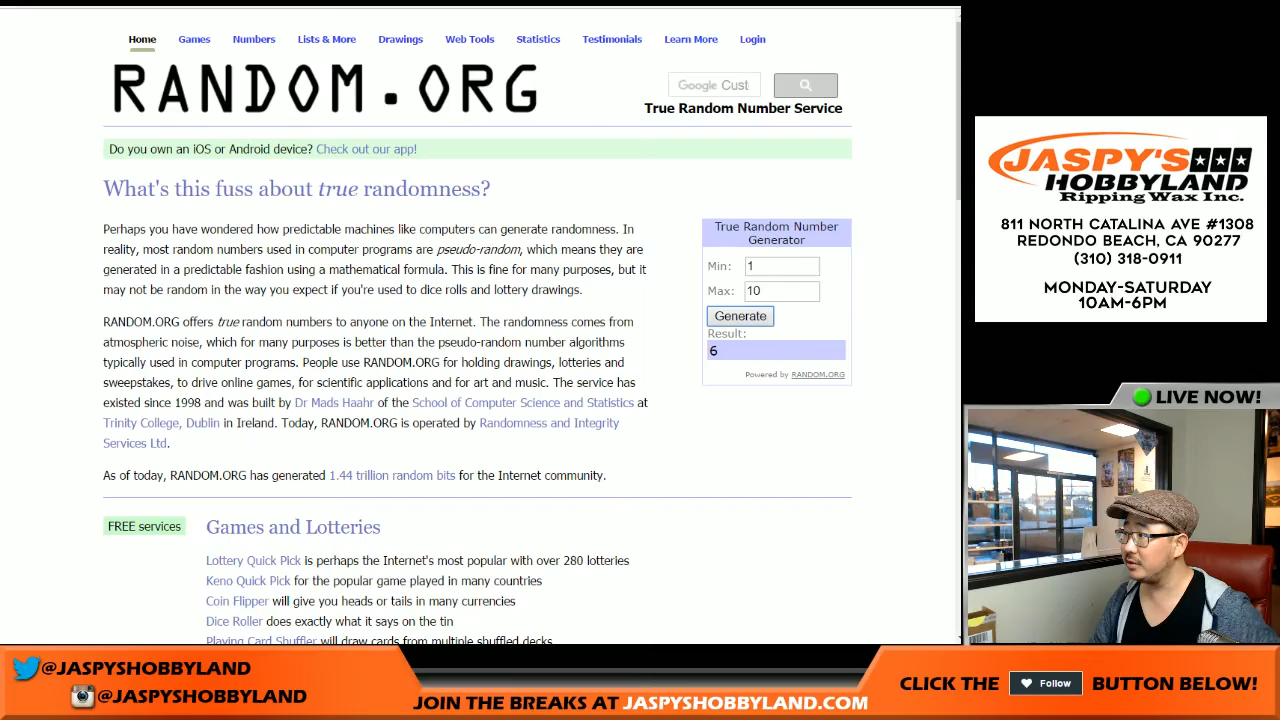 Home Games Numbers Lists & More Drawings Web Tools Statistics Testimonials Learn More Login
RANDOM.ORG
Google Cust
True Random Number Service
Do you own an iOS or Android device? Check out our app!
What's this fuss about true randomness?
Perhaps you have wondered how predictable machines like computers can generate randomness. In
reality, most random numbers used in computer programs are pseudo-random, which means they are
generated in a predictable fashion using a mathematical formula. This is fine for many purposes, but it
may not be random in the way you expect if you're used to dice rolls and lottery drawings.
RANDOM.ORG offers true random numbers to anyone on the Internet. The randomness comes from
atmospheric noise, which for many purposes is better than the pseudo-random number algorithms
typically used in computer programs. People use RANDOM.ORG for holding drawings, lotteries and
sweepstakes, to drive online games, for scientific applications and for art and music. The service has
existed since 1998 and was built by Dr Mads Haahr of the School of Computer Science and Statistics at
Trinity College, Dublin in Ireland. Today, RANDOM.ORG is operated by Randomness and Integrity
Services Ltd.
As of today, RANDOM.ORG has generated 1.44 trillion random bits for the Internet community.
True Random Number
Generator
Min: 1
Max: 10
Generate
Result:
6
Powered by RANDOM.ORG
FREE services
Games and Lotteries
Lottery Quick Pick is perhaps the Internet's most popular with over 280 lotteries
Keno Quick Pick for the popular game played in many countries
Coin Flipper will give you heads or tails in many currencies
Dice Roller does exactly what it says on the tin
Playing Card Shuffler will draw cards from multiple shuffled decks
JASPY'S
HOBBYLAND
Ripping Wax Inc.
811 NORTH CATALINA AVE #1308
REDONDO BEACH, CA 90277
(310) 318-0911
MONDAY-SATURDAY
10AM-6PM
LIVE NOW!
@JASPYSHOBBYLAND
@JASPYSHOBBYLAND
JOIN THE BREAKS AT JASPYSHOBBYLAND.COM
CLICK THE Follow BUTTON BELOW!